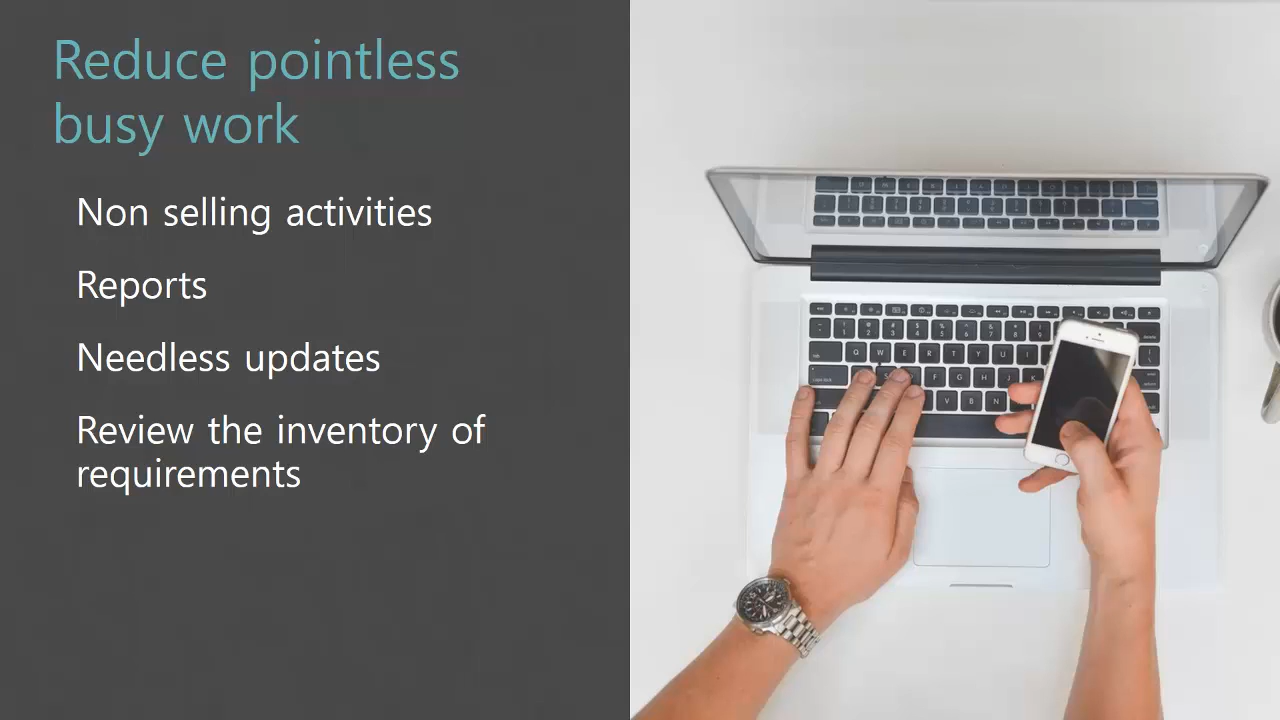 Reduce pointless
busy work
Non selling activities
Reports
Needless updates
Review the inventory of
requirements